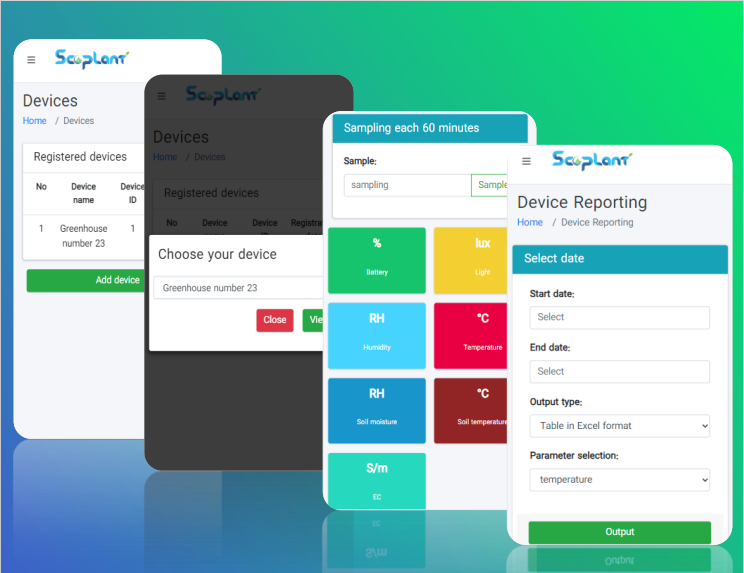 Scoplant
Devices
Home / Devices
Registered devices
No Device name Device ID
1 Greenhouse number 23 1
Add device
Scoplant
Devices
Home / Devices
Registered devices
No Device Device Registra
Choose your device
Greenhouse number 23
Close Vie
Sampling each 60 minutes
Sample:
sampling Sample
% Battery
lux Light
RH Humidity
°C Temperature
RH Soil moisture
°C Soil temperature
S/m EC
Scoplant
Device Reporting
Home / Device Reporting
Select date
Start date:
Select
End date:
Select
Output type:
Table in Excel format
Parameter selection:
temperature
Output